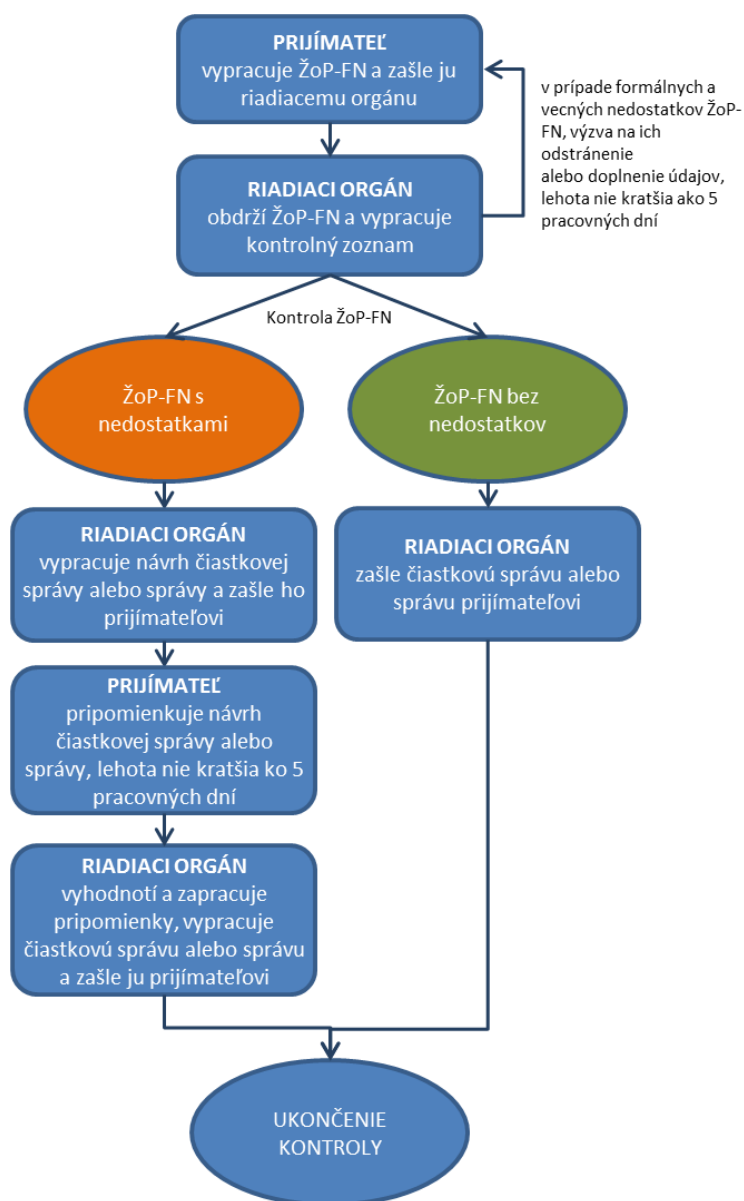 PRIJÍMATEĽ
vypracuje ŽoP-FN a zašle ju
riadiacemu orgánu
v prípade formálnych a
vecných nedostatkov ŽoP-
FN, výzva na ich
odstránenie
alebo doplnenie údajov,
lehota nie kratšia ako 5
pracovných dní
RIADIACI ORGÁN
obdrží ŽoP-FN a vypracuje
kontrolný zoznam
Kontrola ŽoP-FN
ŽoP-FN s
nedostatkami
ŽoP-FN bez
nedostatkov
RIADIACI ORGÁN
vypracuje návrh čiastkovej
správy alebo správy a zašle ho
prijímateľovi
RIADIACI ORGÁN
zašle čiastkovú správu alebo
správu prijímateľovi
PRIJÍMATEĽ
pripomienkuje návrh
čiastkovej správy alebo
správy, lehota nie kratšia ko 5
pracovných dní
RIADIACI ORGÁN
vyhodnotí a zapracuje
pripomienky, vypracuje
čiastkovú správu alebo správu
a zašle ju prijímateľovi
UKONČENIE
KONTROLY